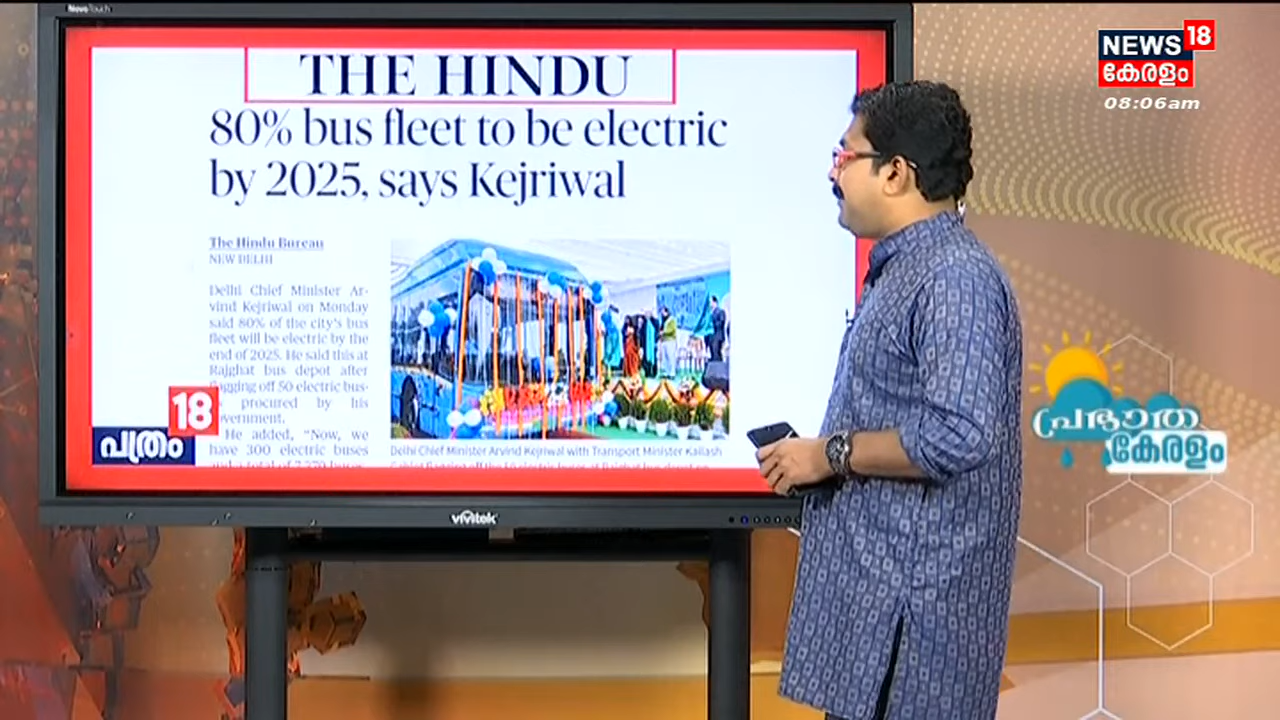 NovoTouch
THE HINDU
80% bus fleet to be electric
by 2025, says Kejriwal
The Hindu Bureau
NEW DELHI
Delhi Chief Minister Ar-
vind Kejriwal on Monday
said 80% of the city's bus
fleet will be electric by the
end of 2025. He said this at
Rajghat bus depot after
flagging off 50 electric bus-
procured by his
vernment.
He added, “Now, we
have 300 electric buses
Delhi Chief Minister Arvind Kejriwal with Transport Minister Kailash
18
പത്രം
vivitek
NEWS 18
കേരളം
08:06am
പ്രഭാത
കേരളം